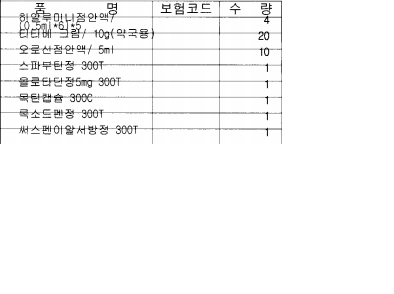 품 명 보험코드 수 량
히알루미니점안액/ 4
(0.5ml*6)*5
티티베 크림/ 10g(약국용) 20
오로신점안액/ 5ml 10
스파부틴정 300T 1
올로타딘정5mg 300T 1
목틴캡슐 300C 1
록소드펜정 300T 1
써스펜이알서방정 300T 1